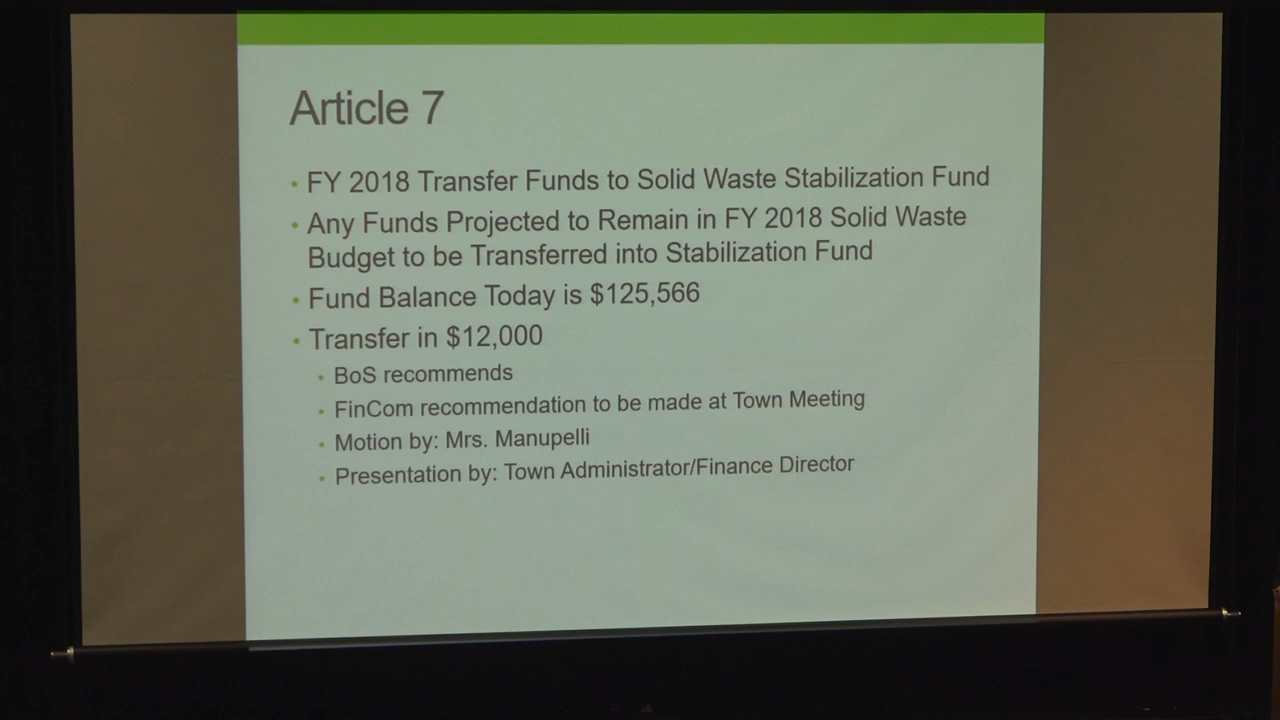 Article 7
• FY 2018 Transfer Funds to Solid Waste Stabilization Fund
• Any Funds Projected to Remain in FY 2018 Solid Waste
Budget to be Transferred into Stabilization Fund
• Fund Balance Today is $125,566
• Transfer in $12,000
• BoS recommends
• FinCom recommendation to be made at Town Meeting
• Motion by: Mrs. Manupelli
• Presentation by: Town Administrator/Finance Director